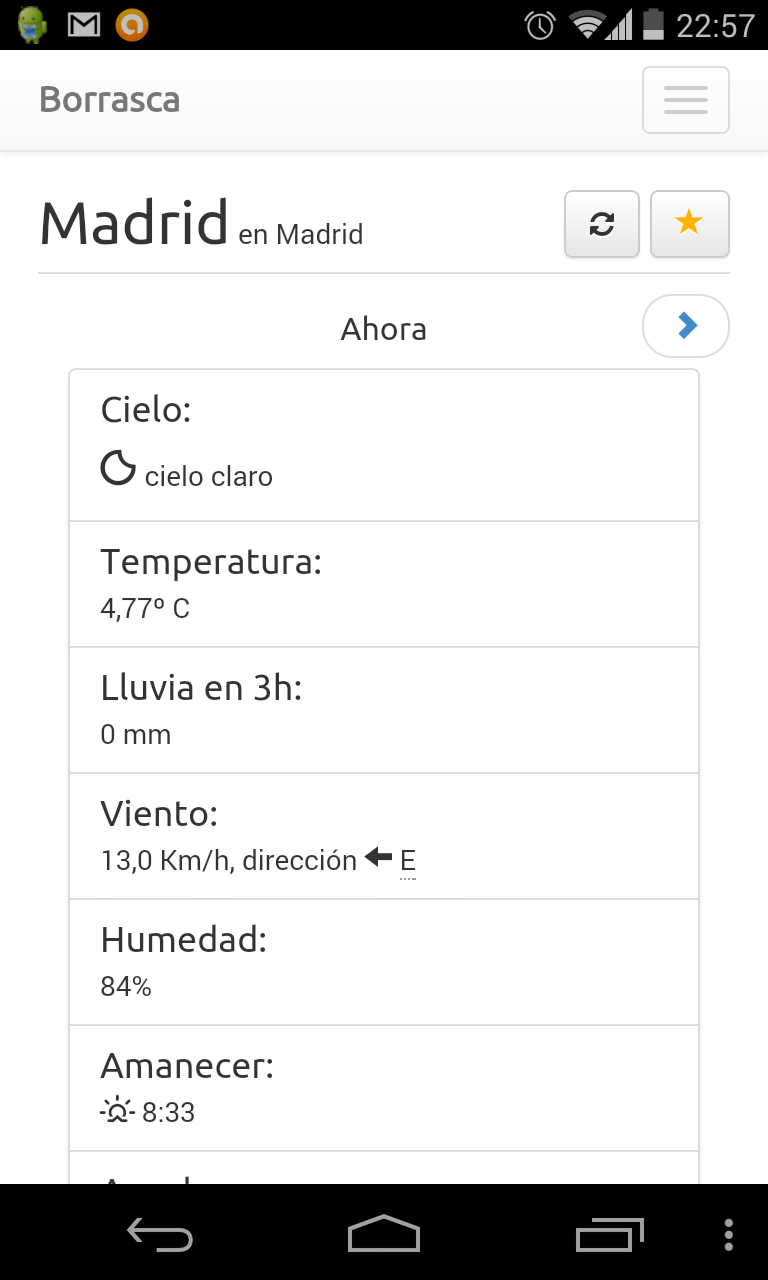 22:57
Borrasca
Madrid en Madrid
Ahora
Cielo:
cielo claro
Temperatura:
4,77º C
Lluvia en 3h:
0 mm
Viento:
13,0 Km/h, dirección E
Humedad:
84%
Amanecer:
8:33